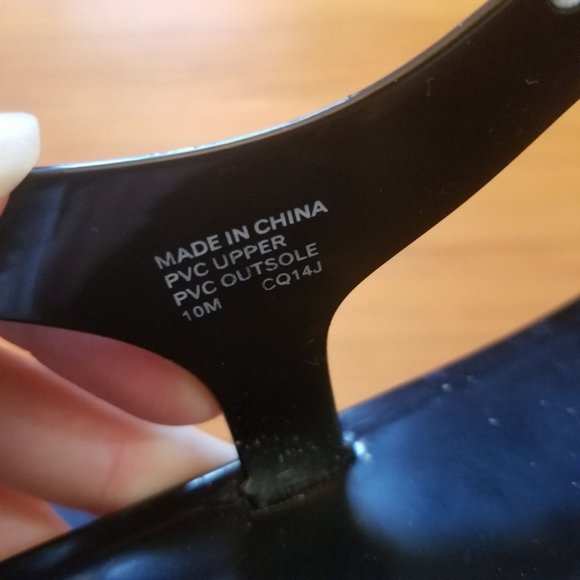 MADE IN CHINA
PVC UPPER
PVC OUTSOLE
10M CQ14J